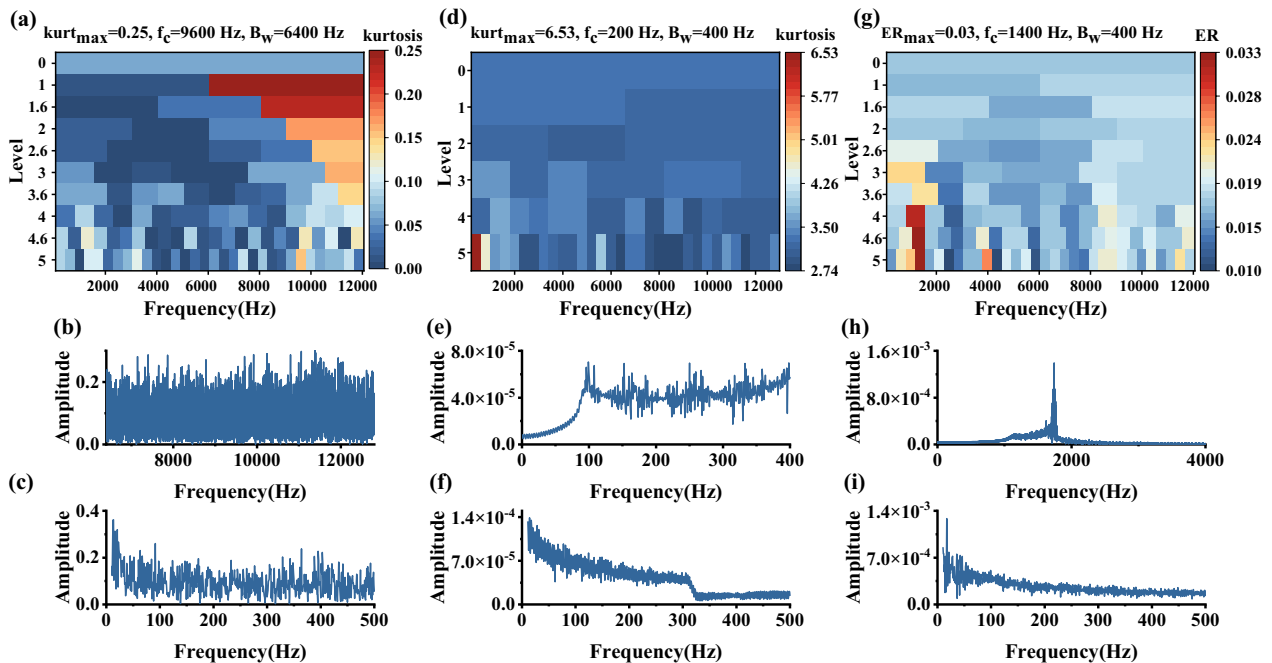 (a)
kurt_max=0.25, f_c=9600 Hz, B_w=6400 Hz
kurtosis
0
1
1.6
2
2.6
3
3.6
4
4.6
5
Level
2000 4000 6000 8000 10000 12000
Frequency(Hz)
0.25
0.20
0.15
0.10
0.05
0.00
(d)
kurt_max=6.53, f_c=200 Hz, B_w=400 Hz
kurtosis
0
1
2
3
4
5
Level
2000 4000 6000 8000 10000 12000
Frequency(Hz)
6.53
5.77
5.01
4.26
3.50
2.74
(g)
ER_max=0.03, f_c=1400 Hz, B_w=400 Hz
ER
0
1
1.6
2
2.6
3
3.6
4
4.6
5
Level
2000 4000 6000 8000 10000 12000
Frequency(Hz)
0.033
0.028
0.024
0.019
0.015
0.010
(b)
Amplitude
0.2
0.0
8000 10000 12000
Frequency(Hz)
(e)
Amplitude
8.0×10⁻⁵
4.0×10⁻⁵
0.0
0 100 200 300 400
Frequency(Hz)
(h)
Amplitude
1.6×10⁻³
8.0×10⁻⁴
0.0
0 2000 4000
Frequency(Hz)
(c)
Amplitude
0.4
0.2
0.0
0 100 200 300 400 500
Frequency(Hz)
(f)
Amplitude
1.4×10⁻⁴
7.0×10⁻⁵
0.0
0 100 200 300 400 500
Frequency(Hz)
(i)
Amplitude
1.4×10⁻³
7.0×10⁻⁴
0.0
0 100 200 300 400 500
Frequency(Hz)